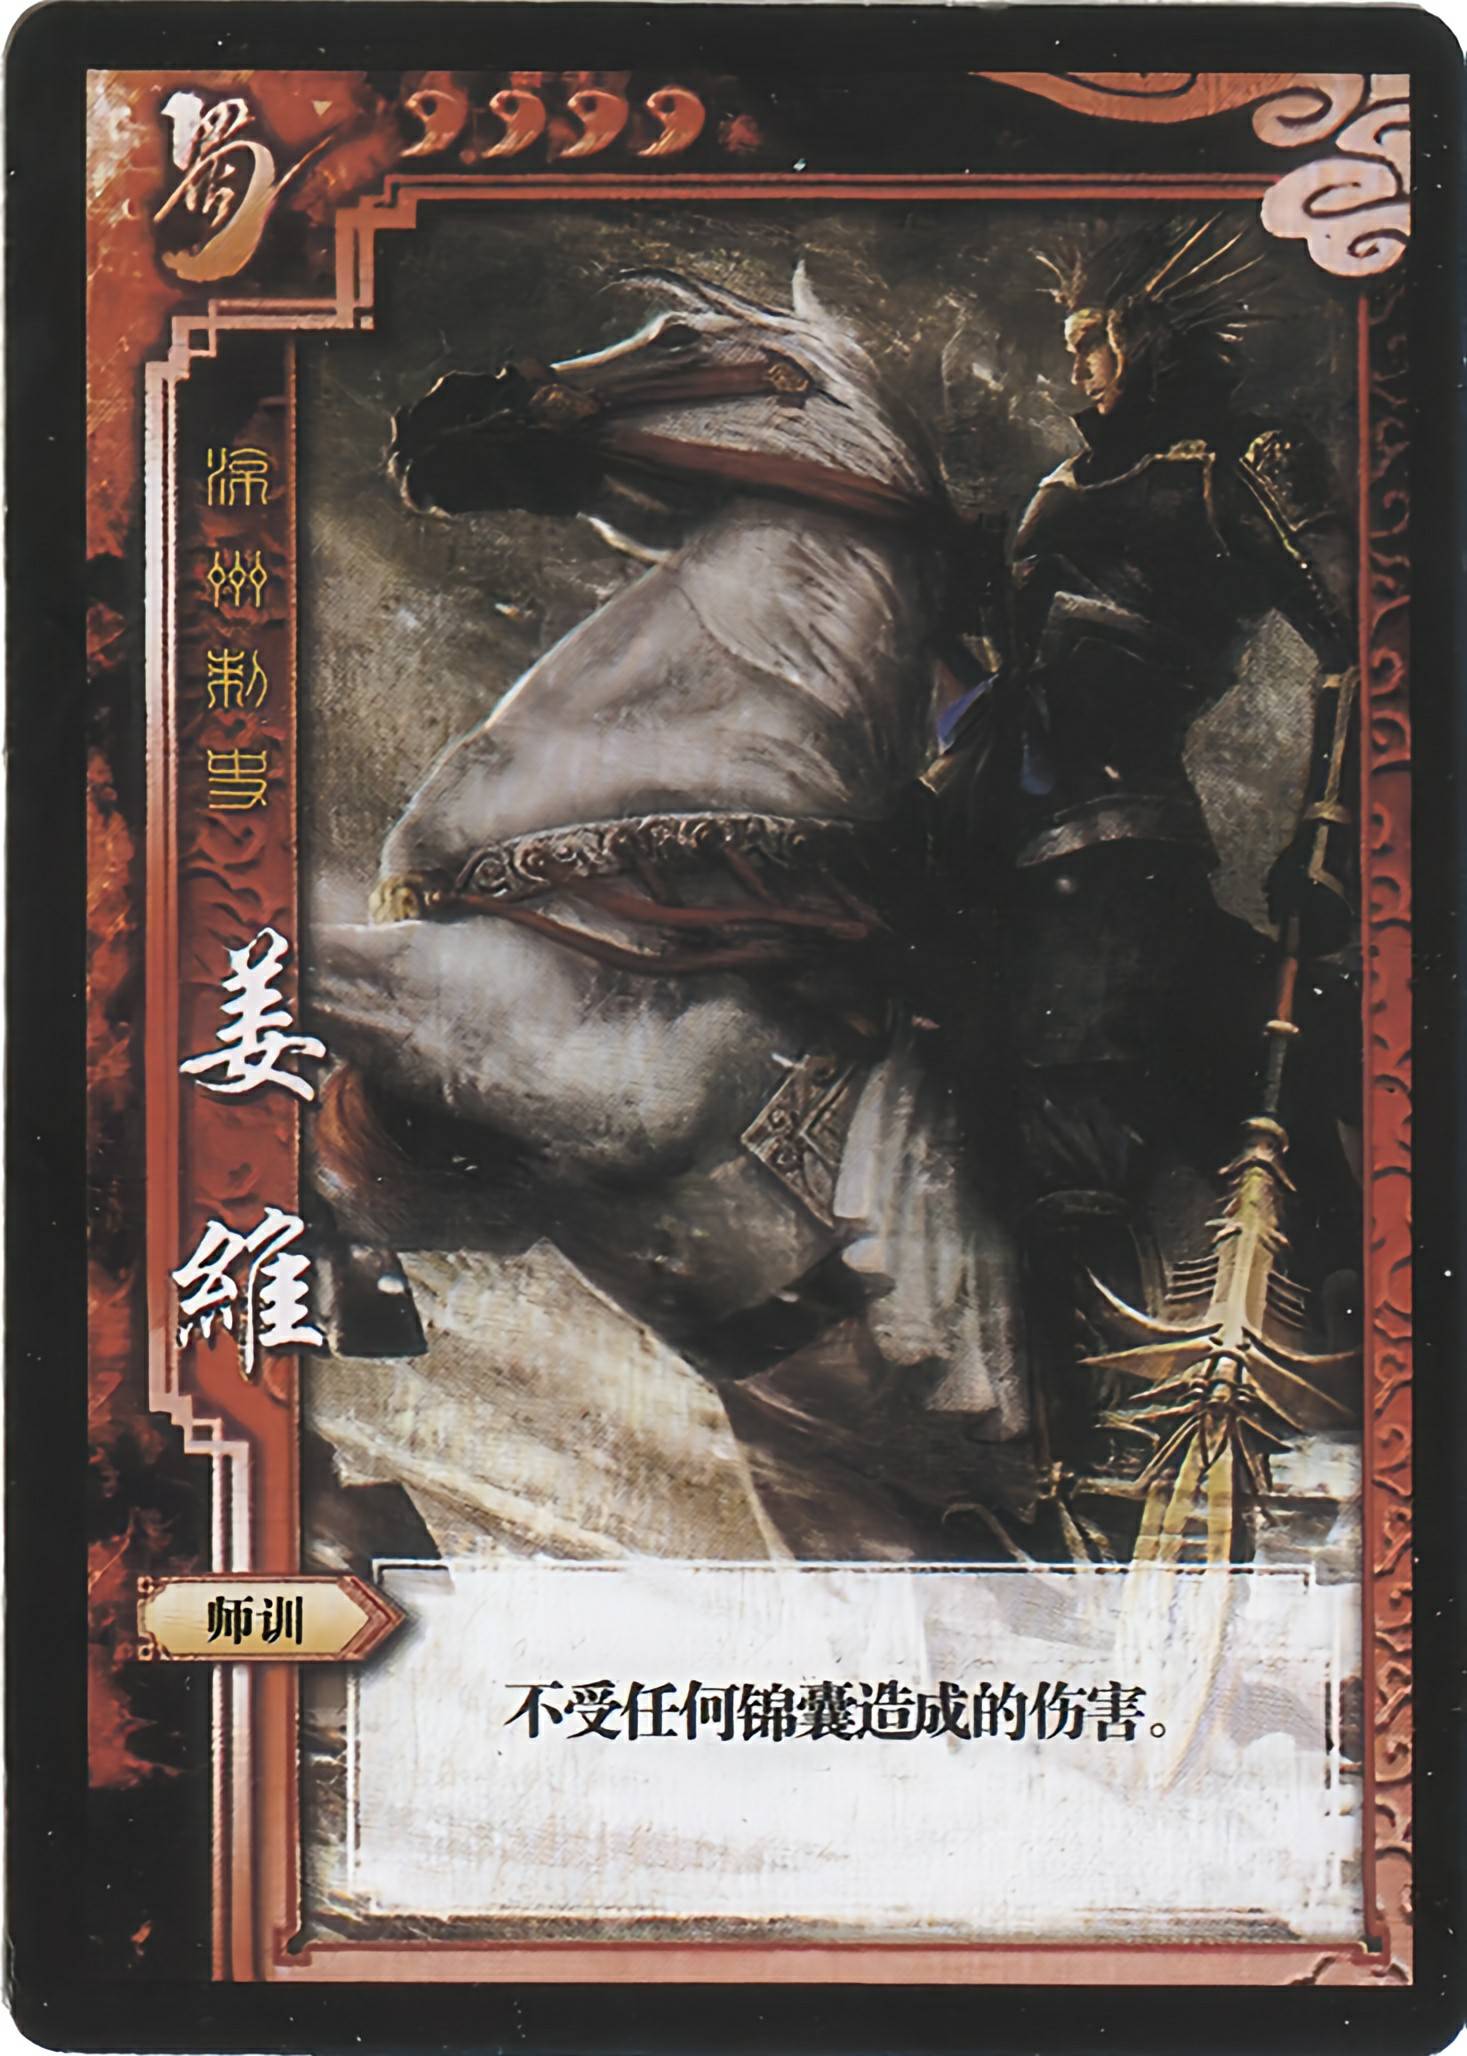 蜀
涼州刺史
姜維
师训
不受任何锦囊造成的伤害。